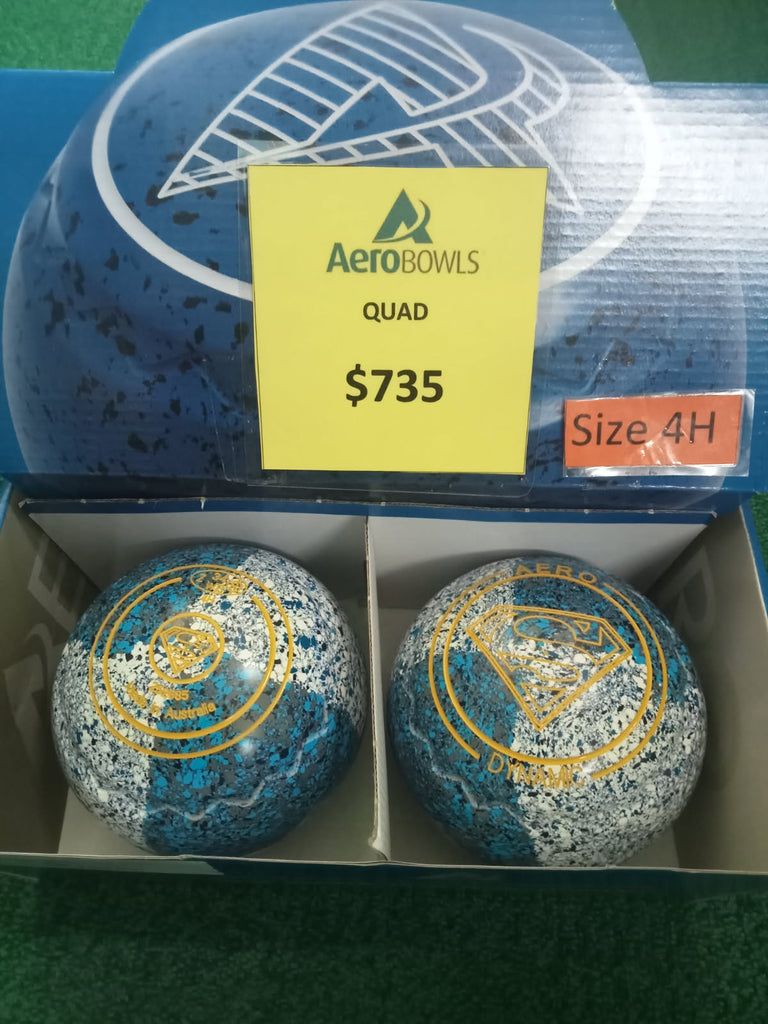 AeroBOWLS
QUAD
$735
Size 4H
Australia
AERO
DYNAMIC